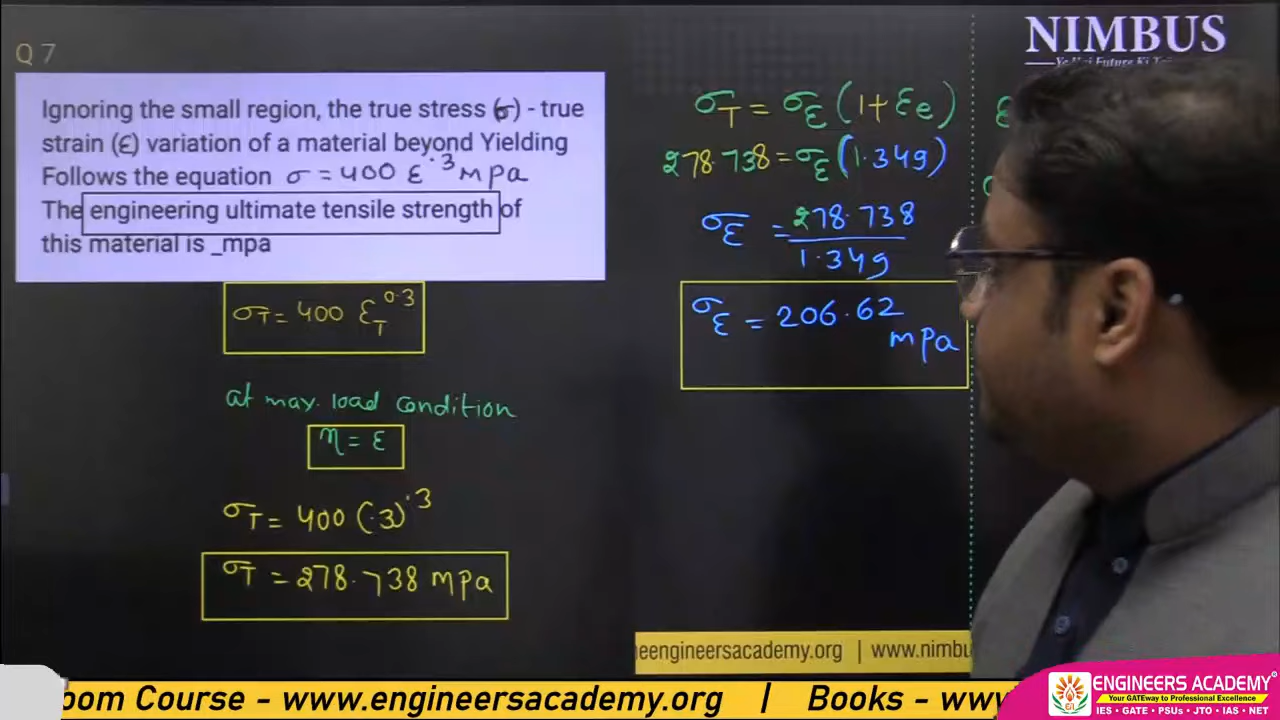 Q 7
Ignoring the small region, the true stress (σ) - true
strain (ε) variation of a material beyond Yielding
Follows the equation σ = 400 ε^.3 mpa
The engineering ultimate tensile strength of
this material is _mpa
σT = 400 εT^0.3
at max. load condition
η = ε
σT = 400 (.3)^.3
σT = 278.738 mpa
σT = σE (1 + εe)
278.738 = σE (1.349)
σE = 278.738 / 1.349
σE = 206.62
mpa
NIMBUS
eengineersacademy.org | www.nimbu
oom Course - www.engineersacademy.org | Books - www
ENGINEERS ACADEMY
Your GATEway to Professional Excellence
IES • GATE • PSUs • JTO • IAS • NET